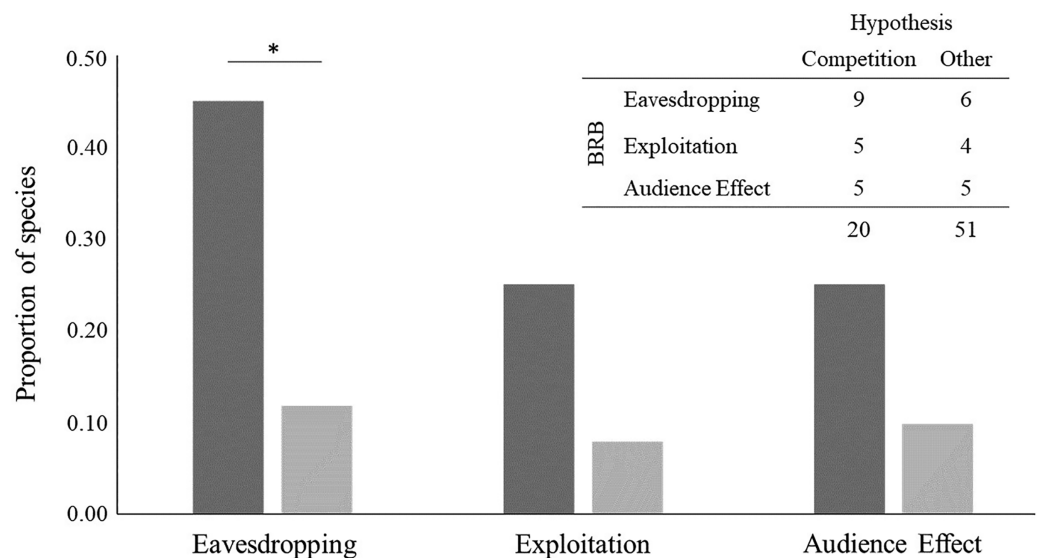 Hypothesis
Competition Other
BRB
Eavesdropping 9 6
Exploitation 5 4
Audience Effect 5 5
20 51
*
Proportion of species
0.50
0.40
0.30
0.20
0.10
0.00
Eavesdropping Exploitation Audience Effect